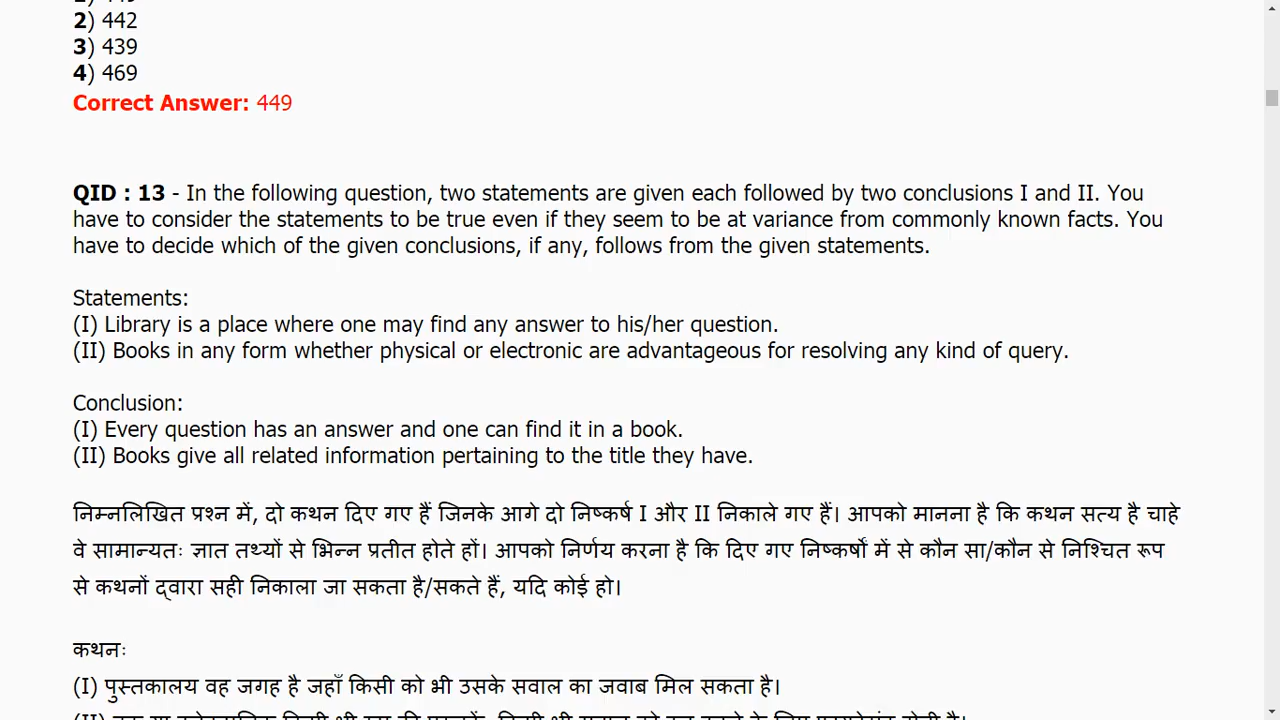 2) 442
3) 439
4) 469
Correct Answer: 449
QID : 13 - In the following question, two statements are given each followed by two conclusions I and II. You
have to consider the statements to be true even if they seem to be at variance from commonly known facts. You
have to decide which of the given conclusions, if any, follows from the given statements.
Statements:
(I) Library is a place where one may find any answer to his/her question.
(II) Books in any form whether physical or electronic are advantageous for resolving any kind of query.
Conclusion:
(I) Every question has an answer and one can find it in a book.
(II) Books give all related information pertaining to the title they have.
निम्नलिखित प्रश्न में, दो कथन दिए गए हैं जिनके आगे दो निष्कर्ष I और II निकाले गए हैं। आपको मानना है कि कथन सत्य है चाहे
वे सामान्यतः ज्ञात तथ्यों से भिन्न प्रतीत होते हों। आपको निर्णय करना है कि दिए गए निष्कर्षों में से कौन सा/कौन से निश्चित रूप
से कथनों द्वारा सही निकाला जा सकता है/सकते हैं, यदि कोई हो।
कथनः
(I) पुस्तकालय वह जगह है जहाँ किसी को भी उसके सवाल का जवाब मिल सकता है।